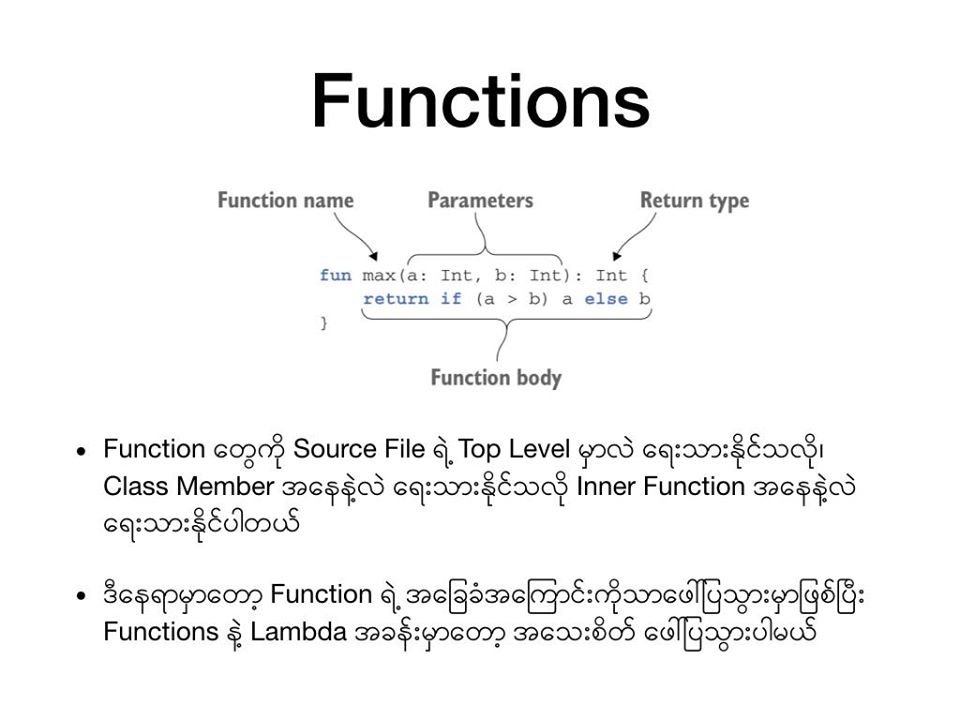 Functions
Function name Parameters Return type
fun max(a: Int, b: Int): Int {
return if (a > b) a else b
}
Function body
• Function တွေကို Source File ရဲ့ Top Level မှာလဲ ရေးသားနိုင်သလို၊
Class Member အနေနဲ့လဲ ရေးသားနိုင်သလို Inner Function အနေနဲ့လဲ
ရေးသားနိုင်ပါတယ်
• ဒီနေရာမှာတော့ Function ရဲ့ အခြေခံအကြောင်းကိုသာဖေါ်ပြသွားမှာဖြစ်ပြီး
Functions နဲ့ Lambda အခန်းမှာတော့ အသေးစိတ် ဖေါ်ပြသွားပါမယ်